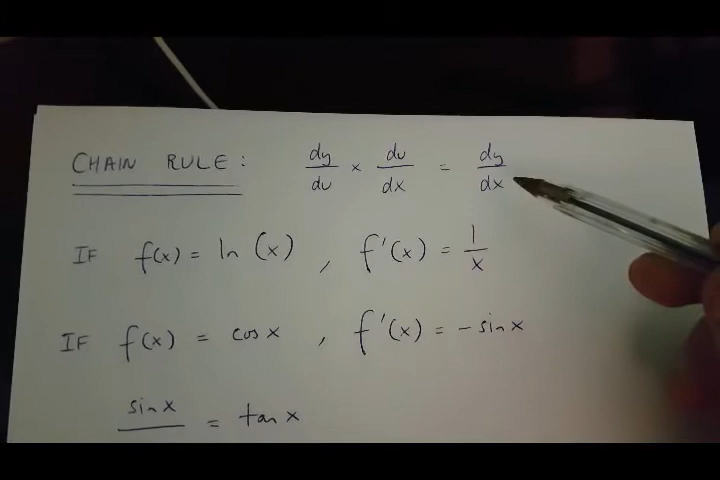 CHAIN RULE: dy/du × du/dx = dy/dx
IF f(x) = ln (x) , f'(x) = 1/x
IF f(x) = cos x , f'(x) = - sin x
sin x = tan x